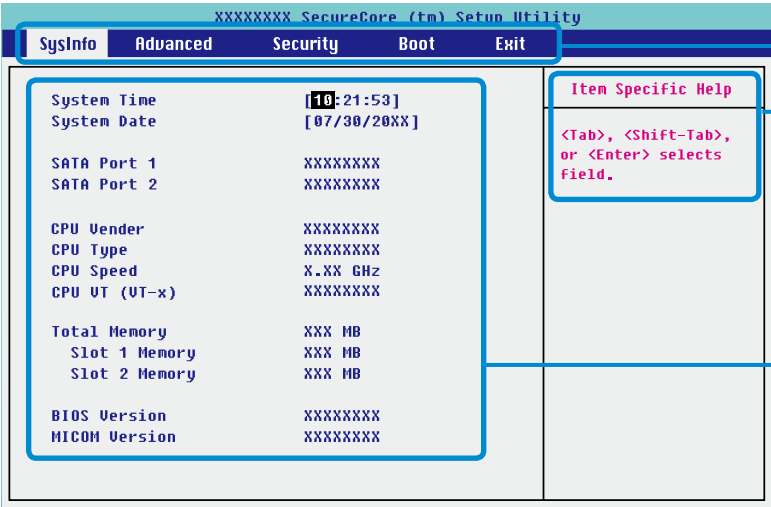 XXXXXXXX SecureCore (tm) Setup Utility
SysInfo Advanced Security Boot Exit
System Time [10:21:53]
System Date [07/30/20XX]
SATA Port 1 XXXXXXXX
SATA Port 2 XXXXXXXX
CPU Vender XXXXXXXX
CPU Type XXXXXXXX
CPU Speed X.XX GHz
CPU VT (VT-x) XXXXXXXX
Total Memory XXX MB
Slot 1 Memory XXX MB
Slot 2 Memory XXX MB
BIOS Version XXXXXXXX
MICOM Version XXXXXXXX
Item Specific Help
<Tab>, <Shift-Tab>,
or <Enter> selects
field.